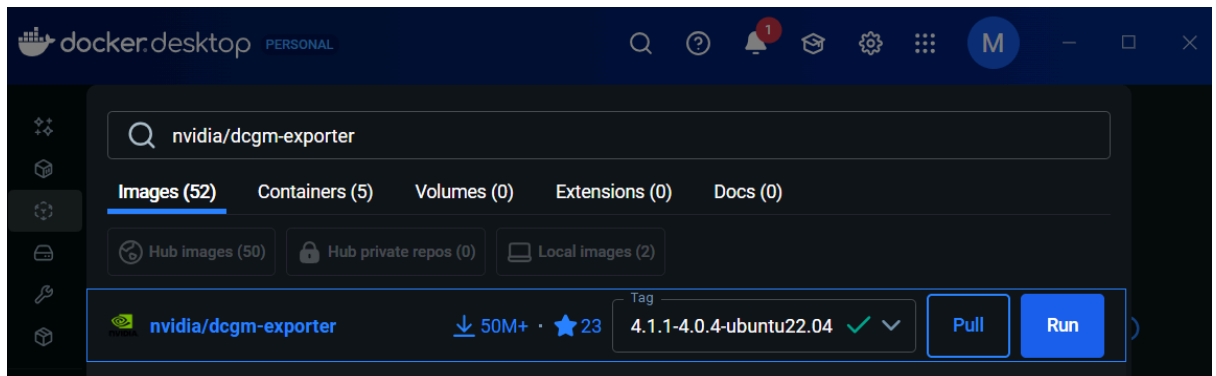 docker.desktop PERSONAL 1 M
nvidia/dcgm-exporter
Images (52) Containers (5) Volumes (0) Extensions (0) Docs (0)
Hub images (50) Hub private repos (0) Local images (2)
Tag
nvidia/dcgm-exporter 50M+ · 23 4.1.1-4.0.4-ubuntu22.04 Pull Run